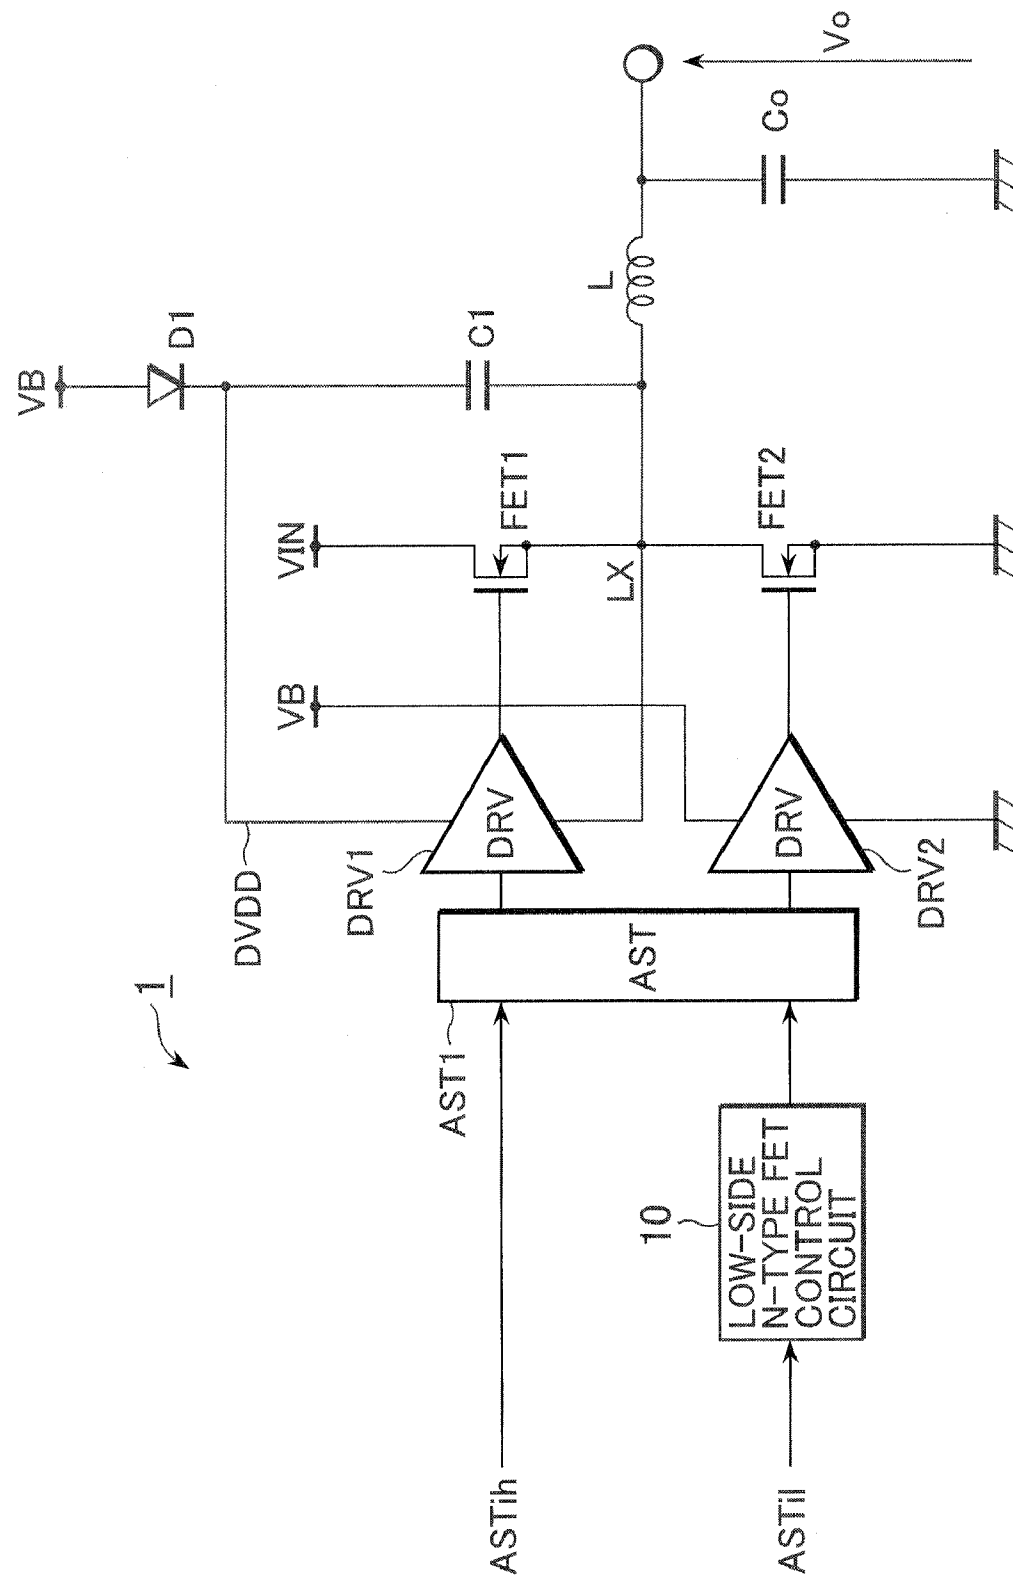 1
VB
D1
DVDD
VB
VIN
C1
DRV1
FET1
DRV
ASTih
AST1
AST
LX
L
Vo
10
LOW-SIDE
N-TYPE FET
CONTROL
CIRCUIT
ASTil
DRV
DRV2
FET2
Co